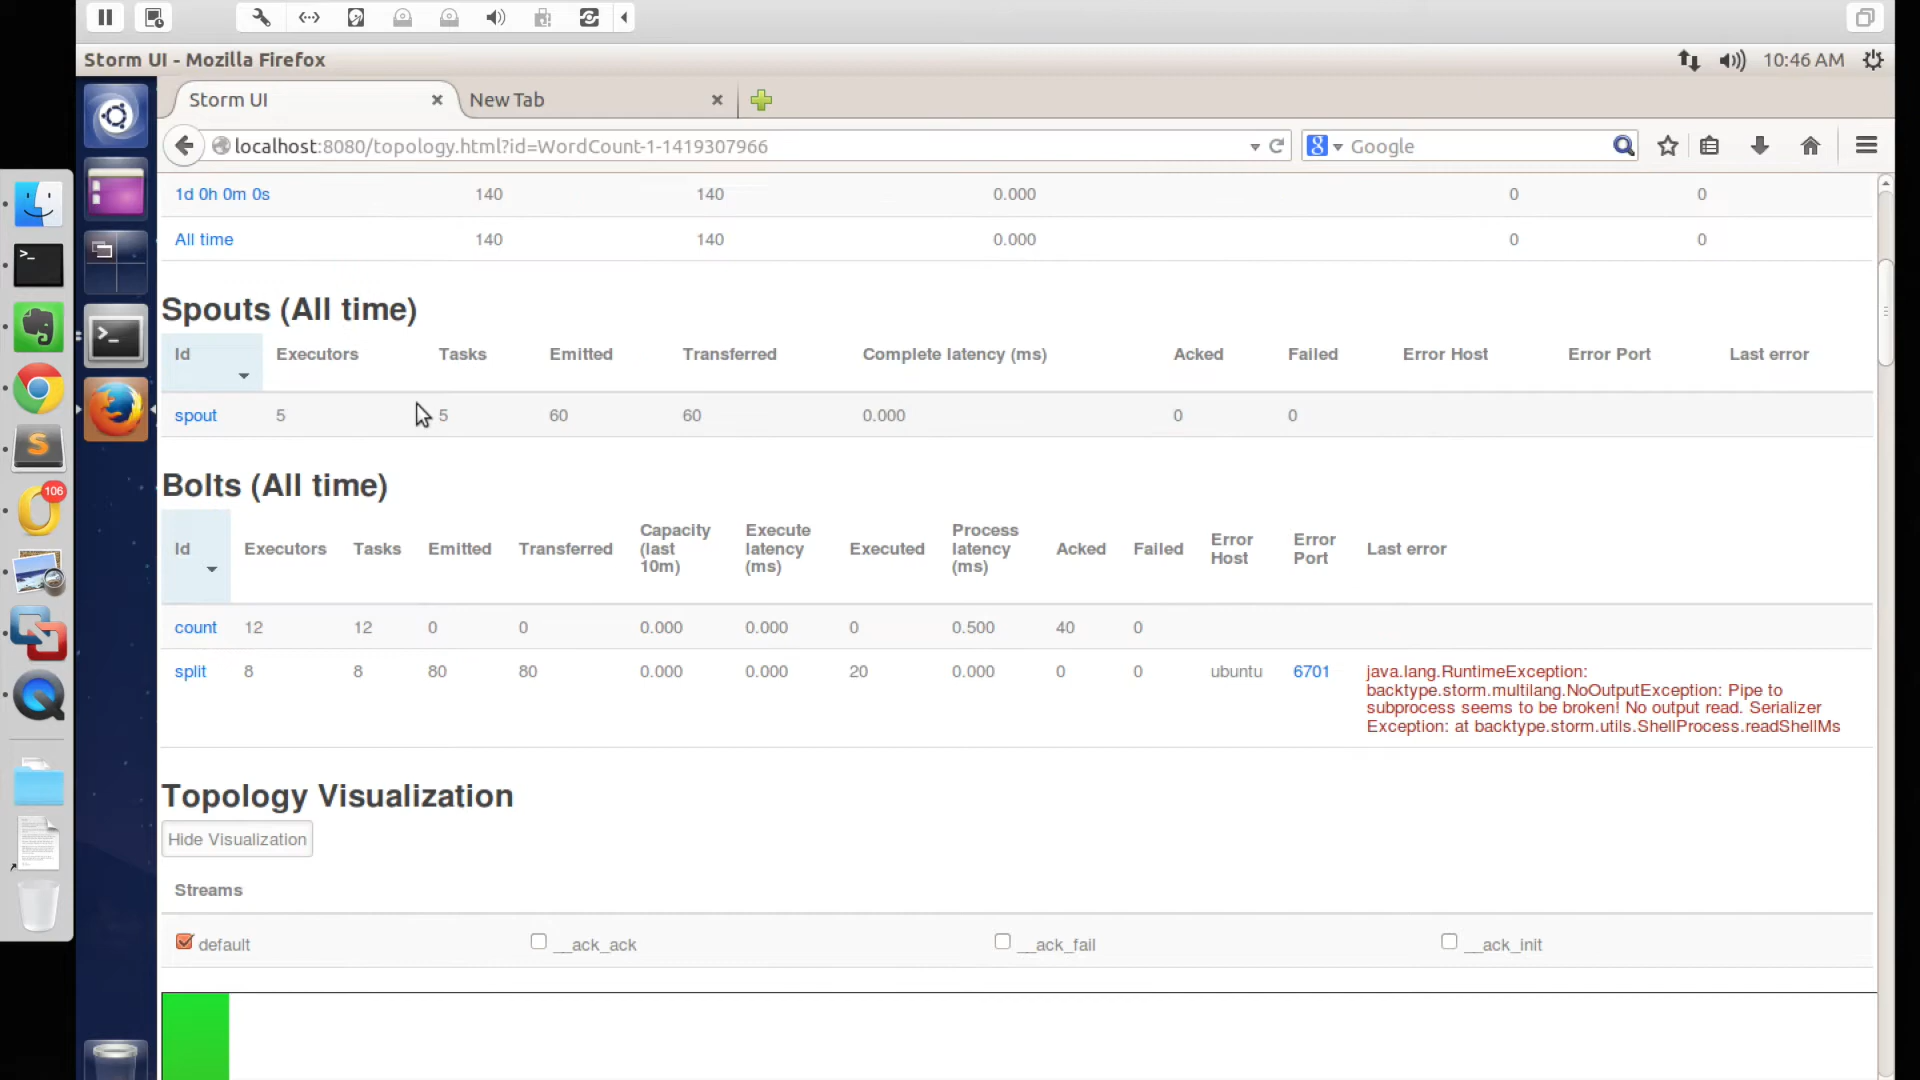 Storm UI - Mozilla Firefox
10:46 AM
Storm UI
New Tab
localhost:8080/topology.html?id=WordCount-1-1419307966
8
Google
1d 0h 0m 0s 140 140 0.000 0 0
All time 140 140 0.000 0 0
Spouts (All time)
Id Executors Tasks Emitted Transferred Complete latency (ms) Acked Failed Error Host Error Port Last error
spout 5 5 60 60 0.000 0 0
Bolts (All time)
Id Executors Tasks Emitted Transferred Capacity (last 10m) Execute latency (ms) Executed Process latency (ms) Acked Failed Error Host Error Port Last error
count 12 12 0 0 0.000 0.000 0 0.500 40 0
split 8 8 80 80 0.000 0.000 20 0.000 0 0 ubuntu 6701 java.lang.RuntimeException:
backtype.storm.multilang.NoOutputException: Pipe to
subprocess seems to be broken! No output read. Serializer
Exception: at backtype.storm.utils.ShellProcess.readShellMs
Topology Visualization
Hide Visualization
Streams
default __ack_ack __ack_fail __ack_init
106
S